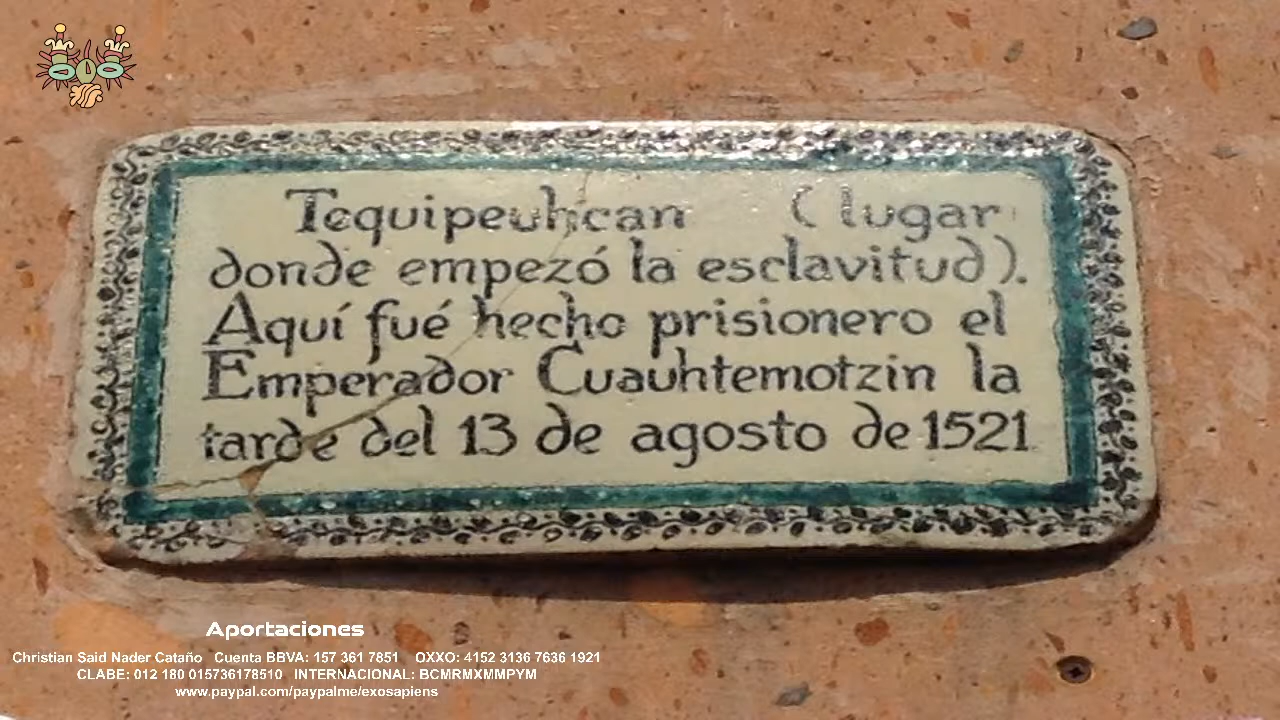 Tequipeuhcan (lugar
donde empezó la esclavitud).
Aquí fué hecho prisionero el
Emperador Cuauhtemotzin la
tarde del 13 de agosto de 1521
Aportaciones
Christian Said Nader Cataño Cuenta BBVA: 157 361 7851 OXXO: 4152 3136 7636 1921
CLABE: 012 180 015736178510 INTERNACIONAL: BCMRMXMMPYM
www.paypal.com/paypalme/exosapiens